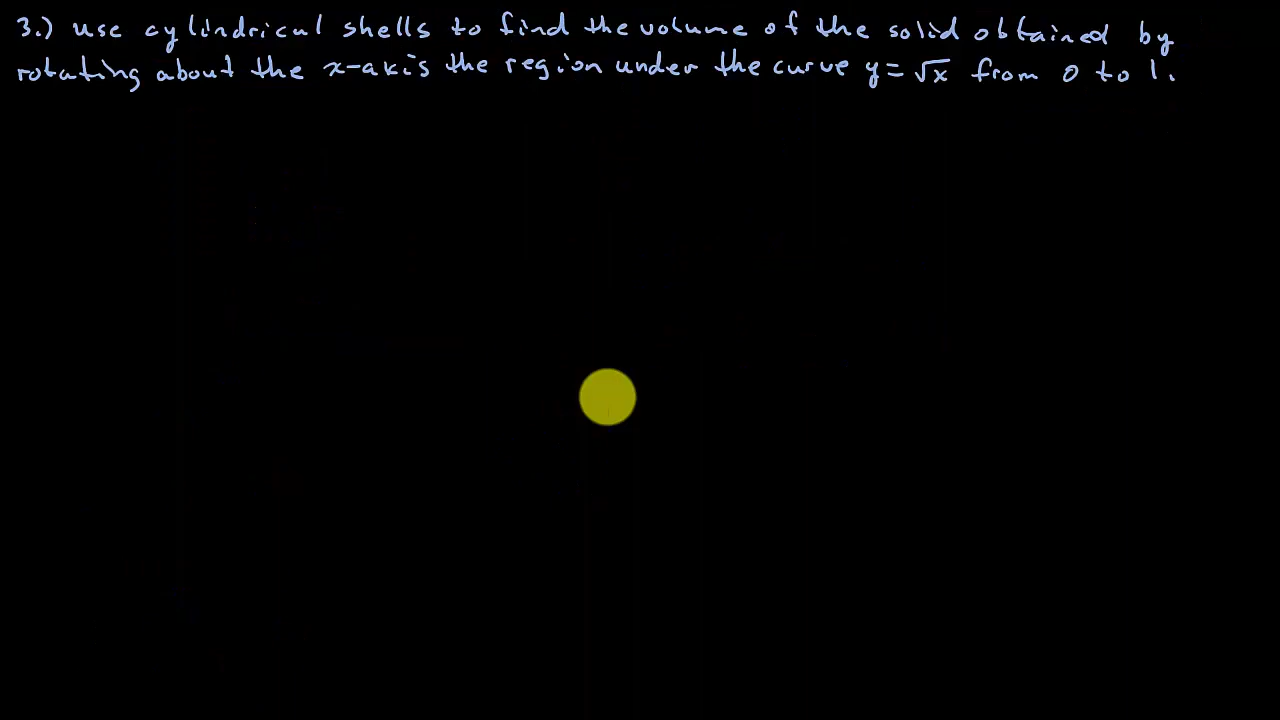 3.) use cylindrical shells to find the volume of the solid obtained by
rotating about the x-axis the region under the curve y=√x from 0 to 1.